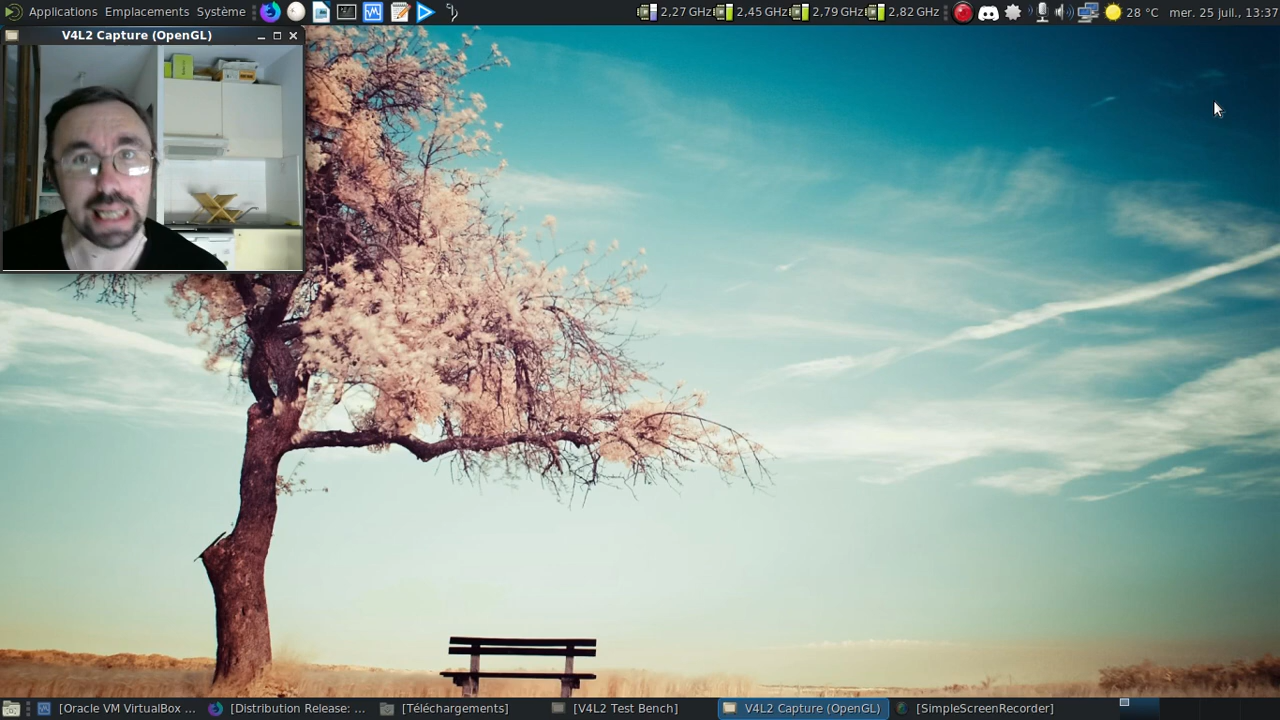 Applications Emplacements Système 2,27 GHz 2,45 GHz 2,79 GHz 2,82 GHz 28 °C mer. 25 juil., 13:37
V4L2 Capture (OpenGL)
[Oracle VM VirtualBox ... [Distribution Release: ... [Téléchargements] [V4L2 Test Bench] V4L2 Capture (OpenGL) [SimpleScreenRecorder]